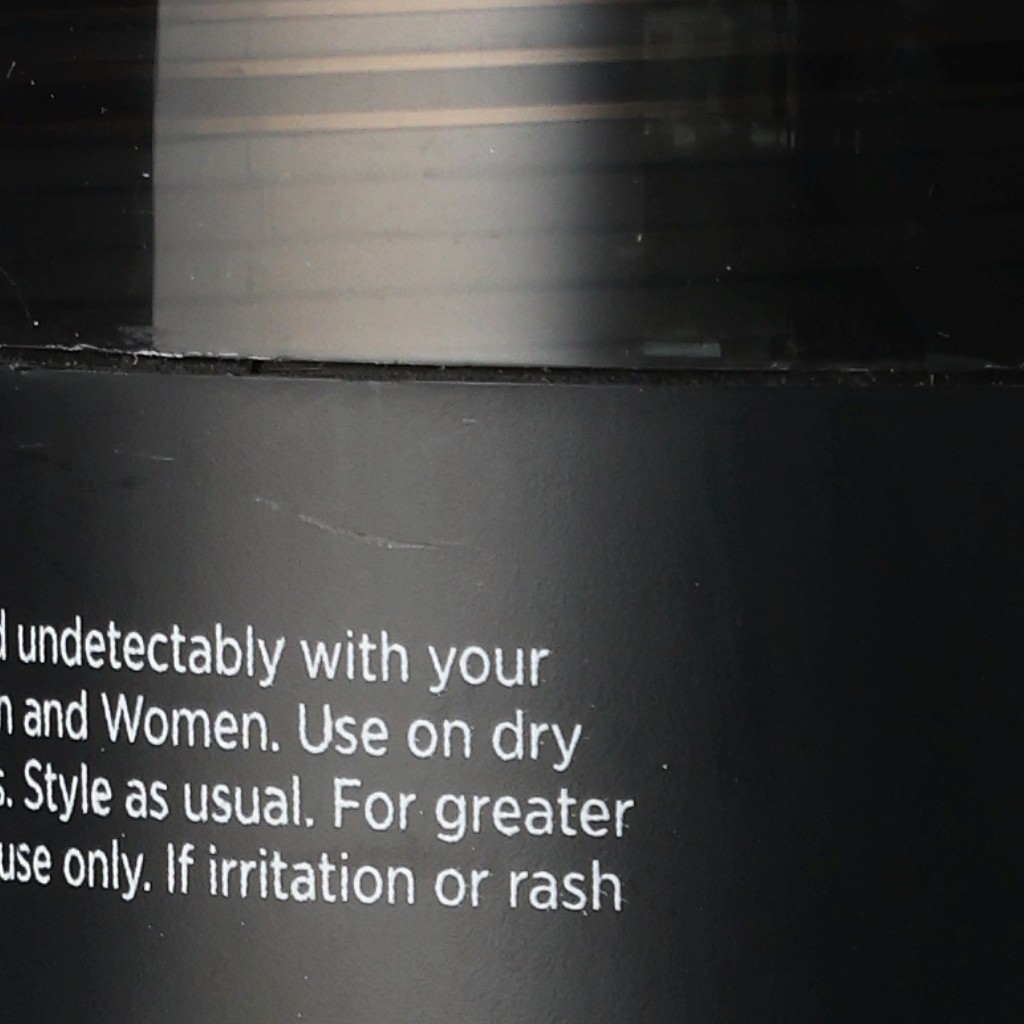 undetectably with your
and Women. Use on dry
Style as usual. For greater
use only. If irritation or rash